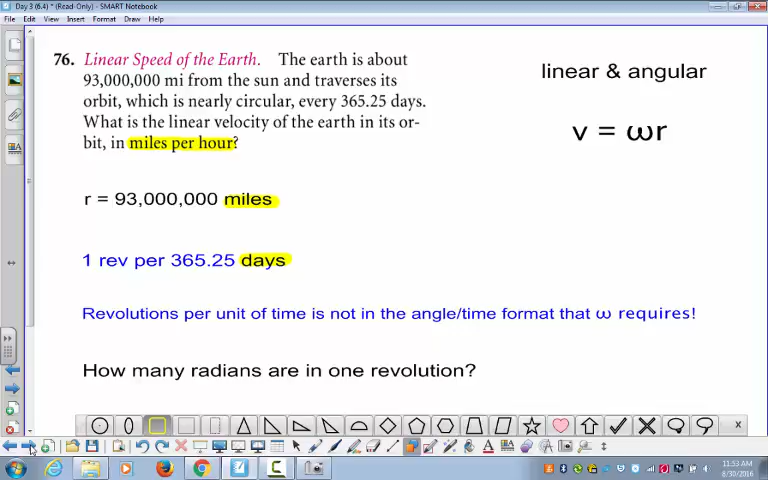 Day 3 (6.4) * (Read-Only) - SMART Notebook
File Edit View Insert Format Draw Help
76. Linear Speed of the Earth. The earth is about
93,000,000 mi from the sun and traverses its
orbit, which is nearly circular, every 365.25 days.
What is the linear velocity of the earth in its or-
bit, in miles per hour?
linear & angular
v = ωr
r = 93,000,000 miles
1 rev per 365.25 days
Revolutions per unit of time is not in the angle/time format that ω requires!
How many radians are in one revolution?
11:53 AM
8/30/2016